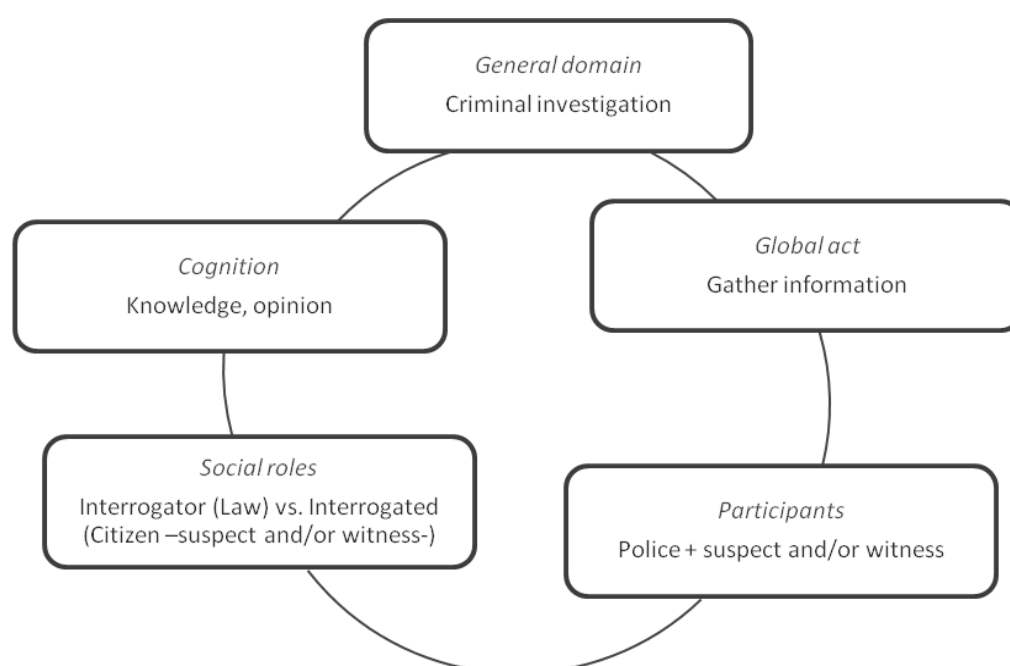 General domain
Criminal investigation
Cognition
Knowledge, opinion
Global act
Gather information
Social roles
Interrogator (Law) vs. Interrogated
(Citizen –suspect and/or witness-)
Participants
Police + suspect and/or witness